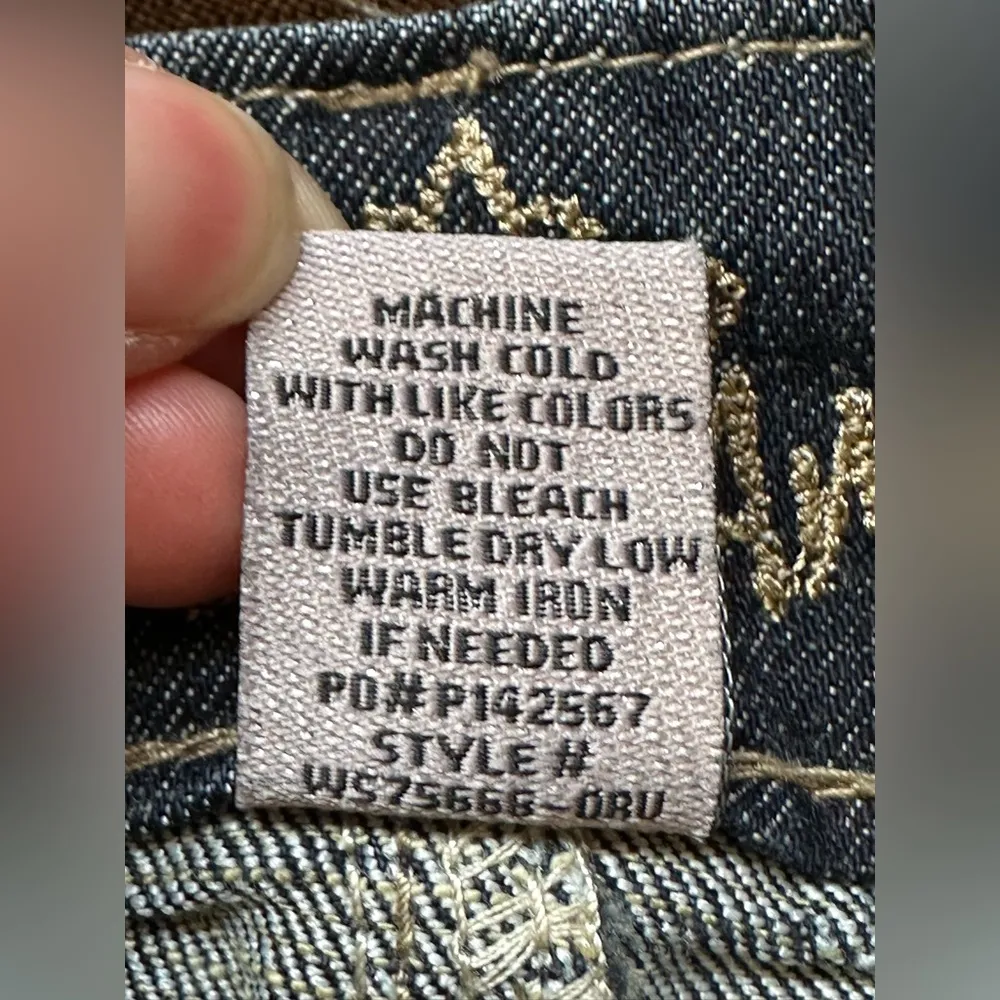 MACHINE
WASH COLD
WITH LIKE COLORS
DO NOT
USE BLEACH
TUMBLE DRY LOW
WARM IRON
IF NEEDED
PO# P142567
STYLE #